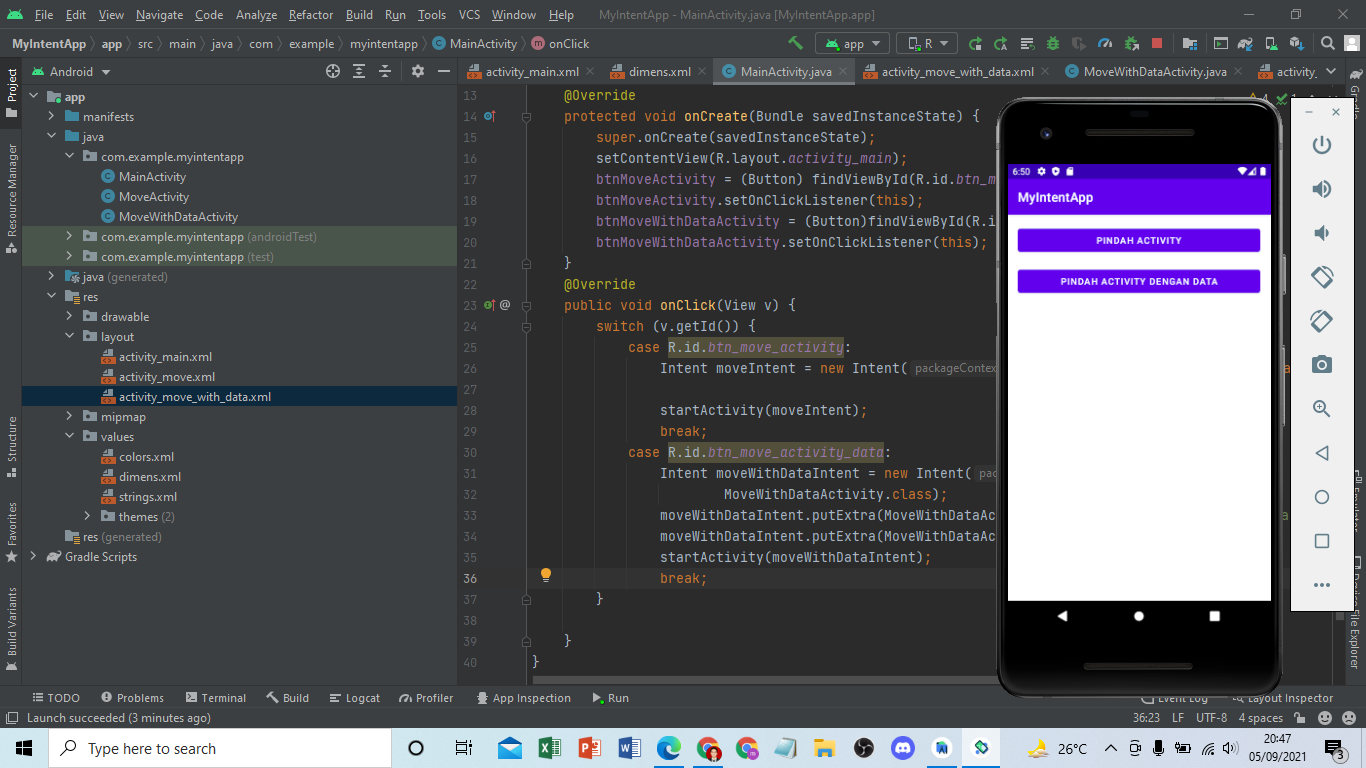 File Edit View Navigate Code Analyze Refactor Build Run Tools VCS Window Help MyIntentApp - MainActivity.java [MyIntentApp.app]
MyIntentApp app src main java com example myintentapp MainActivity onClick app R
Project
Resource Manager
Structure
Favorites
Build Variants
Android
app
manifests
java
com.example.myintentapp
MainActivity
MoveActivity
MoveWithDataActivity
com.example.myintentapp (androidTest)
com.example.myintentapp (test)
java (generated)
res
drawable
layout
activity_main.xml
activity_move.xml
activity_move_with_data.xml
mipmap
values
colors.xml
dimens.xml
strings.xml
themes (2)
res (generated)
Gradle Scripts
activity_main.xml dimens.xml MainActivity.java activity_move_with_data.xml MoveWithDataActivity.java activity_
13 @Override
14 protected void onCreate(Bundle savedInstanceState) {
15 super.onCreate(savedInstanceState);
16 setContentView(R.layout.activity_main);
17 btnMoveActivity = (Button) findViewById(R.id.btn_m
18 btnMoveActivity.setOnClickListener(this);
19 btnMoveWithDataActivity = (Button)findViewById(R.i
20 btnMoveWithDataActivity.setOnClickListener(this);
21 }
22 @Override
23 @ public void onClick(View v) {
24 switch (v.getId()) {
25 case R.id.btn_move_activity:
26 Intent moveIntent = new Intent( packageContex
27
28 startActivity(moveIntent);
29 break;
30 case R.id.btn_move_activity_data:
31 Intent moveWithDataIntent = new Intent( pac
32 MoveWithDataActivity.class);
33 moveWithDataIntent.putExtra(MoveWithDataAc
34 moveWithDataIntent.putExtra(MoveWithDataAc
35 startActivity(moveWithDataIntent);
36 break;
37 }
38
39 }
40 }
6:50
MyIntentApp
PINDAH ACTIVITY
PINDAH ACTIVITY DENGAN DATA
Device File Explorer
TODO Problems Terminal Build Logcat Profiler App Inspection Run Event Log Layout Inspector
Launch succeeded (3 minutes ago) 36:23 LF UTF-8 4 spaces
Type here to search
26°C
20:47
05/09/2021
3